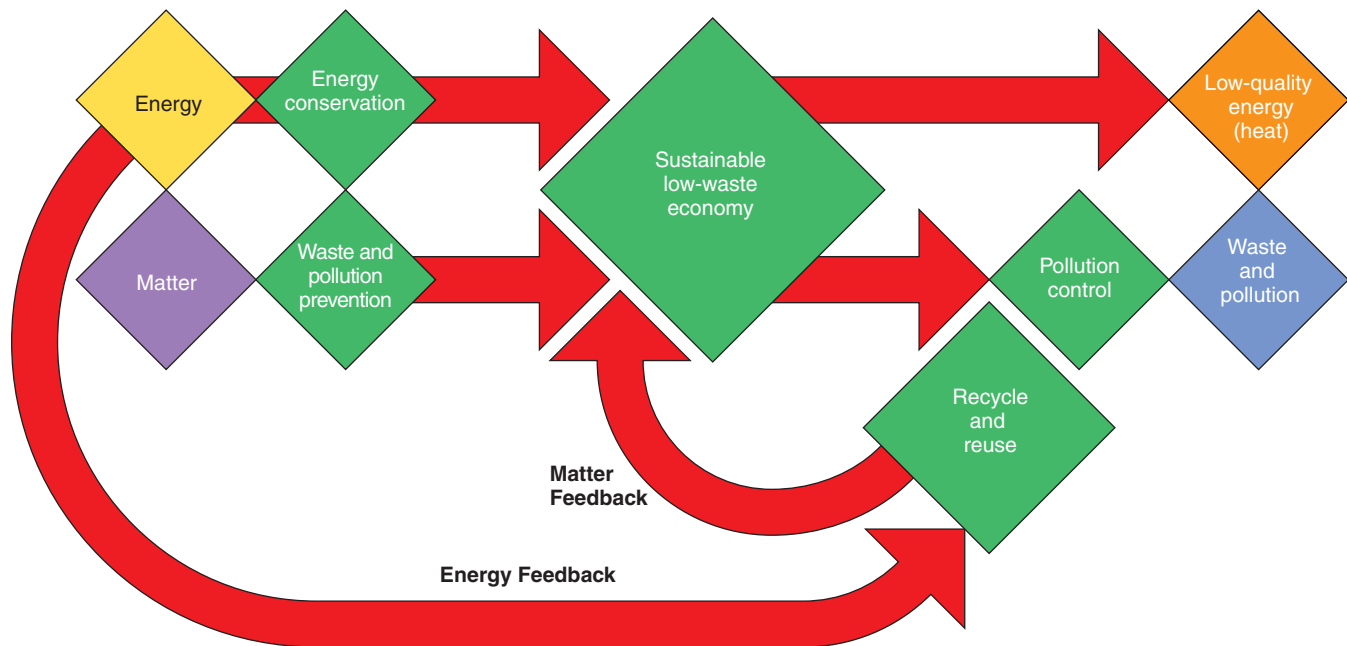 Energy
Energy
conservation
Sustainable
low-waste
economy
Low-quality
energy
(heat)
Matter
Waste and
pollution
prevention
Pollution
control
Waste
and
pollution
Recycle
and
reuse
Matter
Feedback
Energy Feedback